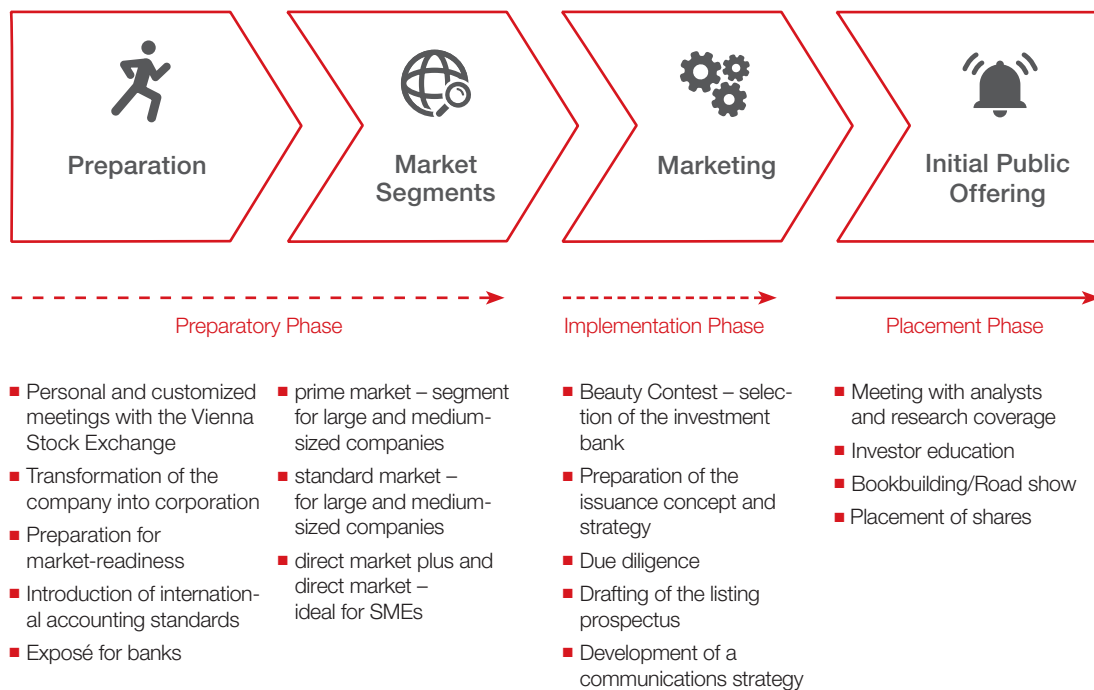 Preparation
Market
Segments
Marketing
Initial Public
Offering
Preparatory Phase
Implementation Phase
Placement Phase
■ Personal and customized
meetings with the Vienna
Stock Exchange
■ Transformation of the
company into corporation
■ Preparation for
market-readiness
■ Introduction of internation-
al accounting standards
■ Exposé for banks
■ prime market – segment
for large and medium-
sized companies
■ standard market –
for large and medium-
sized companies
■ direct market plus and
direct market –
ideal for SMEs
■ Beauty Contest – selec-
tion of the investment
bank
■ Preparation of the
issuance concept and
strategy
■ Due diligence
■ Drafting of the listing
prospectus
■ Development of a
communications strategy
■ Meeting with analysts
and research coverage
■ Investor education
■ Bookbuilding/Road show
■ Placement of shares